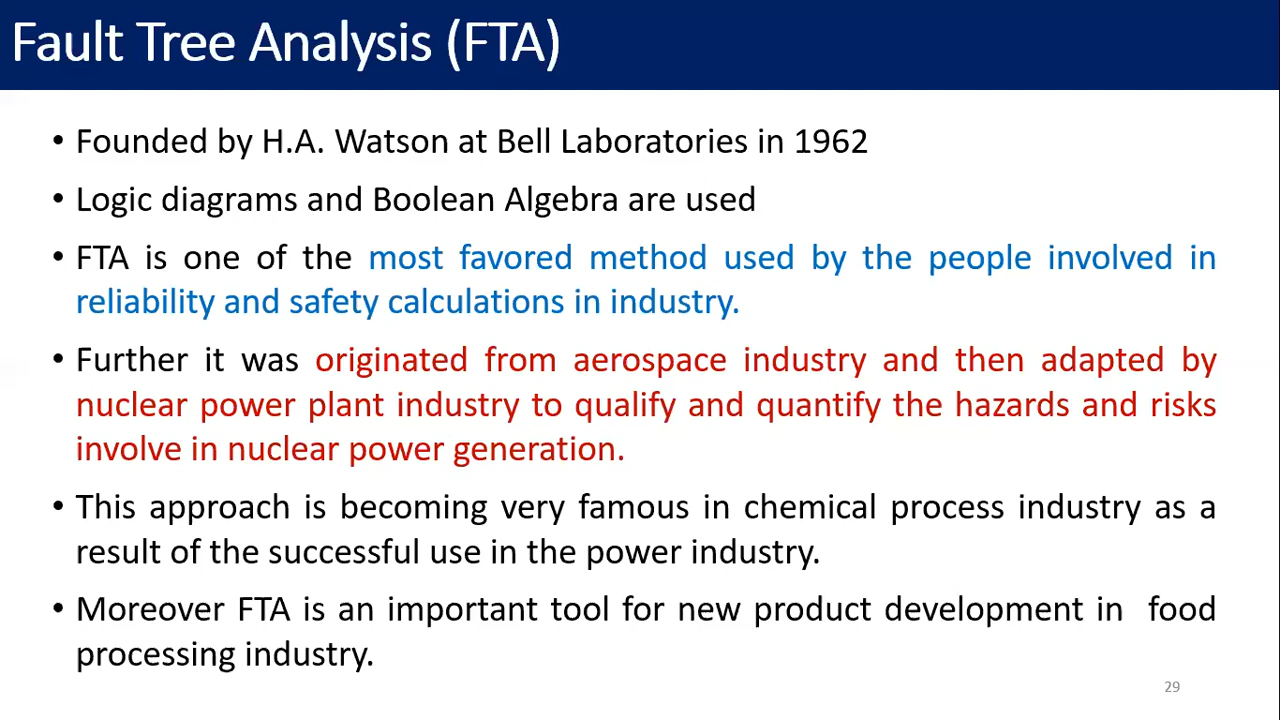 Fault Tree Analysis (FTA)
• Founded by H.A. Watson at Bell Laboratories in 1962
• Logic diagrams and Boolean Algebra are used
• FTA is one of the most favored method used by the people involved in
reliability and safety calculations in industry.
• Further it was originated from aerospace industry and then adapted by
nuclear power plant industry to qualify and quantify the hazards and risks
involve in nuclear power generation.
• This approach is becoming very famous in chemical process industry as a
result of the successful use in the power industry.
• Moreover FTA is an important tool for new product development in food
processing industry.
29